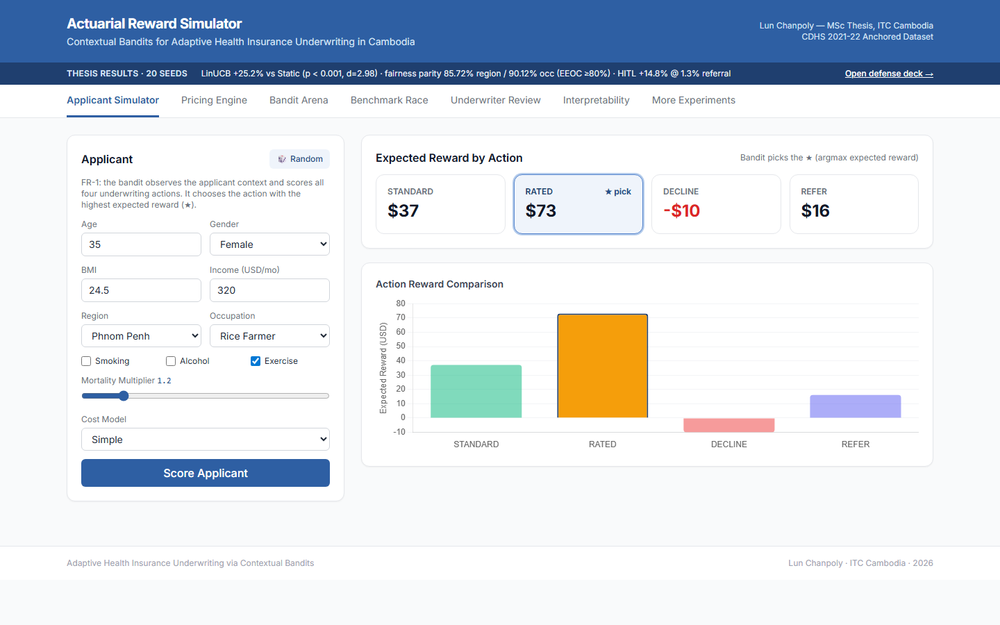 Actuarial Reward Simulator
Contextual Bandits for Adaptive Health Insurance Underwriting in Cambodia
Lun Chanpoly — MSc Thesis, ITC Cambodia
CDHS 2021-22 Anchored Dataset
THESIS RESULTS · 20 SEEDS LinUCB +25.2% vs Static (p < 0.001, d=2.98) · fairness parity 85.72% region / 90.12% occ (EEOC ≥80%) · HITL +14.8% @ 1.3% referral Open defense deck →
Applicant Simulator Pricing Engine Bandit Arena Benchmark Race Underwriter Review Interpretability More Experiments
Applicant
🎲 Random
FR-1: the bandit observes the applicant context and scores all
four underwriting actions. It chooses the action with the
highest expected reward (★).
Age Gender
35 Female
BMI Income (USD/mo)
24.5 320
Region Occupation
Phnom Penh Rice Farmer
Smoking Alcohol Exercise
Mortality Multiplier 1.2
Cost Model
Simple
Score Applicant
Expected Reward by Action
Bandit picks the ★ (argmax expected reward)
STANDARD
$37
RATED ★ pick
$73
DECLINE
-$10
REFER
$16
Action Reward Comparison
Expected Reward (USD)
80
70
60
50
40
30
20
10
0
-10
STANDARD RATED DECLINE REFER
Adaptive Health Insurance Underwriting via Contextual Bandits
Lun Chanpoly · ITC Cambodia · 2026